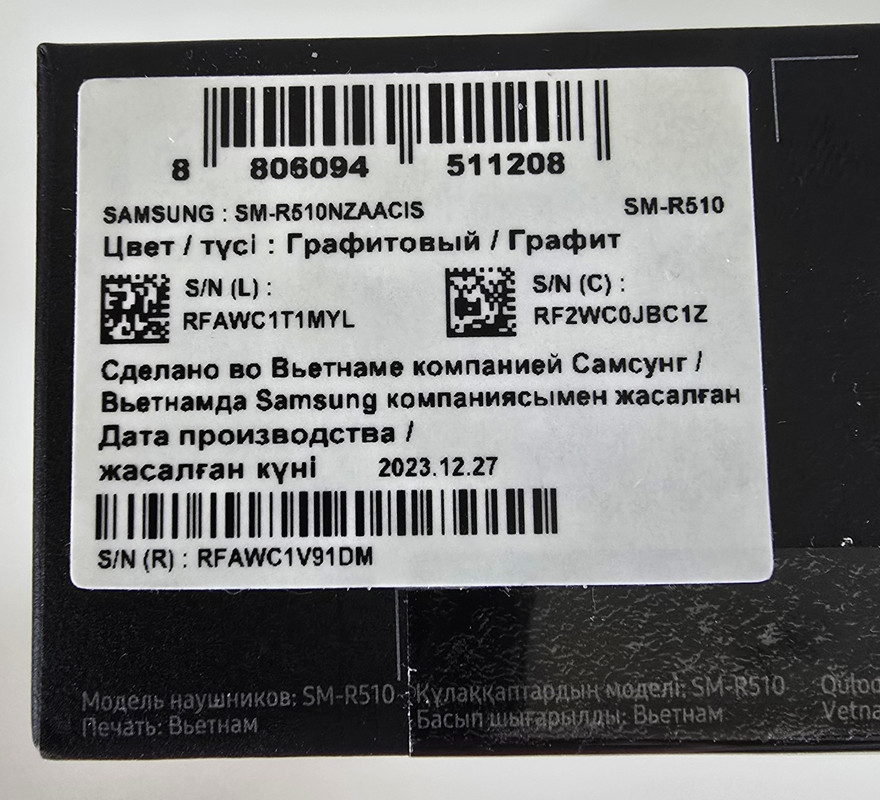 8 806094 511208
SAMSUNG : SM-R510NZAACIS SM-R510
Цвет / түсі : Графитовый / Графит
S/N (L) : S/N (C) :
RFAWC1T1MYL RF2WC0JBC1Z
Сделано во Вьетнаме компанией Самсунг /
Вьетнамда Samsung компаниясымен жасалған
Дата производства /
жасалған күні 2023.12.27
S/N (R) : RFAWC1V91DM
Модель наушников: SM-R510 Құлаққаптардың моделі: SM-R510
Печать: Вьетнам Басып шығарылды: Вьетнам